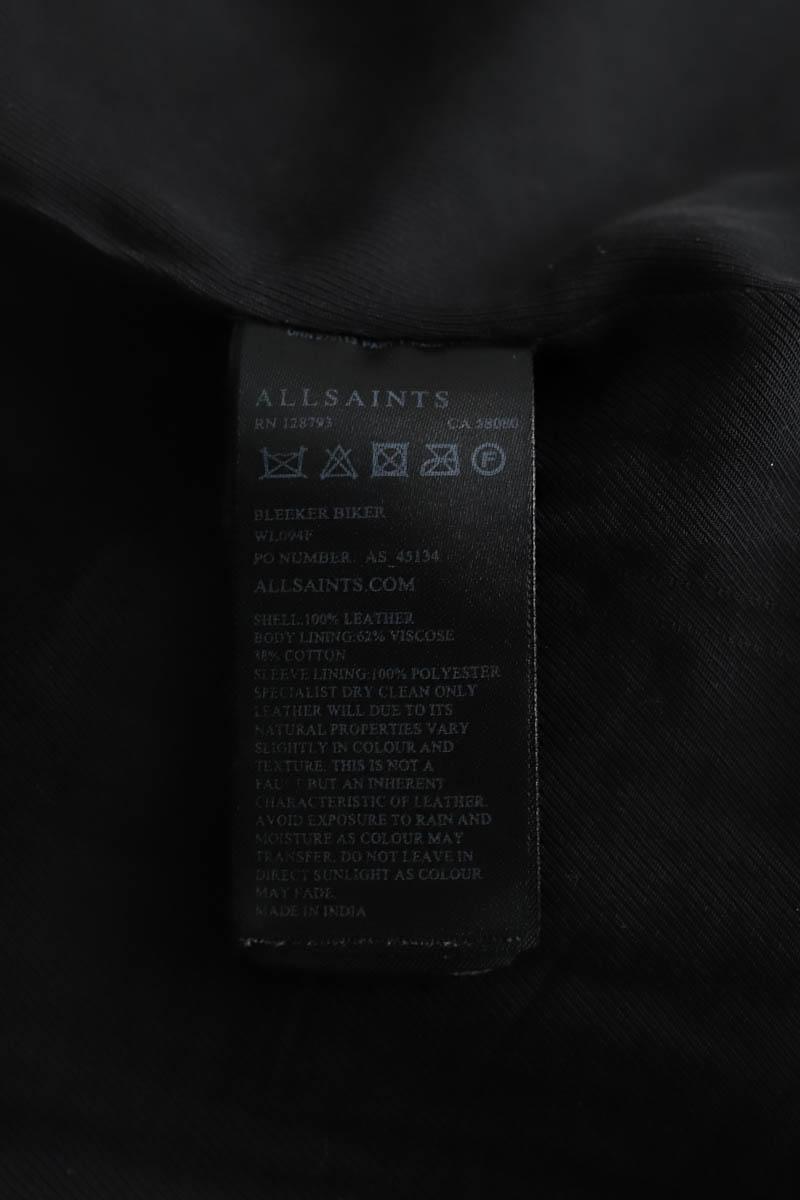 ALLSAINTS
RN 128793 CA 58080
F
BLEEKER BIKER
WL094F
PO NUMBER: AS_45134
ALLSAINTS.COM
SHELL:100% LEATHER
BODY LINING:62% VISCOSE
38% COTTON
SLEEVE LINING:100% POLYESTER
SPECIALIST DRY CLEAN ONLY
LEATHER WILL DUE TO ITS
NATURAL PROPERTIES VARY
SLIGHTLY IN COLOUR AND
TEXTURE. THIS IS NOT A
FAULT BUT AN INHERENT
CHARACTERISTIC OF LEATHER.
AVOID EXPOSURE TO RAIN AND
MOISTURE AS COLOUR MAY
TRANSFER. DO NOT LEAVE IN
DIRECT SUNLIGHT AS COLOUR
MAY FADE.
MADE IN INDIA